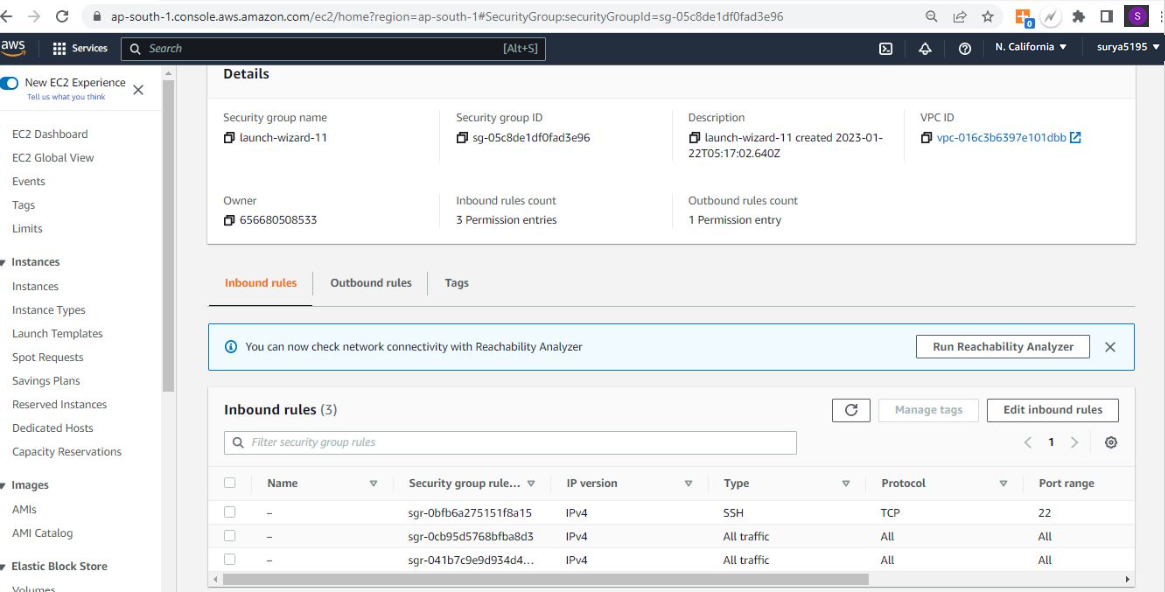 ap-south-1.console.aws.amazon.com/ec2/home?region=ap-south-1#SecurityGroup:securityGroupId=sg-05c8de1df0fad3e96
0
S
aws
Services
Search
[Alt+S]
N. California
surya5195
New EC2 Experience
Tell us what you think
EC2 Dashboard
EC2 Global View
Events
Tags
Limits
Instances
Instances
Instance Types
Launch Templates
Spot Requests
Savings Plans
Reserved Instances
Dedicated Hosts
Capacity Reservations
Images
AMIs
AMI Catalog
Elastic Block Store
Volumes
Details
Security group name
launch-wizard-11
Security group ID
sg-05c8de1df0fad3e96
Description
launch-wizard-11 created 2023-01-
22T05:17:02.640Z
VPC ID
vpc-016c3b6397e101dbb
Owner
656680508533
Inbound rules count
3 Permission entries
Outbound rules count
1 Permission entry
Inbound rules Outbound rules Tags
You can now check network connectivity with Reachability Analyzer
Run Reachability Analyzer
Inbound rules (3)
Manage tags
Edit inbound rules
Filter security group rules
1
Name Security group rule... IP version Type Protocol Port range
– sgr-0bfb6a275151f8a15 IPv4 SSH TCP 22
– sgr-0cb95d5768bfba8d3 IPv4 All traffic All All
– sgr-041b7c9e9d934d4... IPv4 All traffic All All